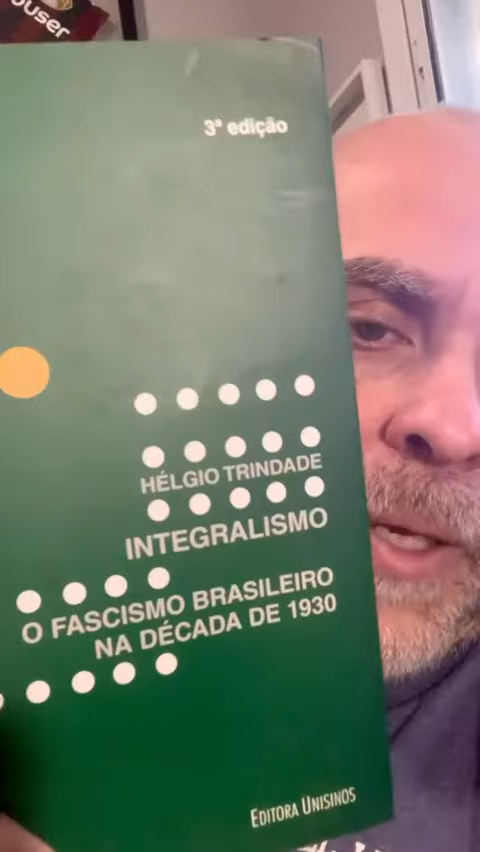 3ª edição
HÉLGIO TRINDADE
INTEGRALISMO
O FASCISMO BRASILEIRO
NA DÉCADA DE 1930
EDITORA UNISINOS